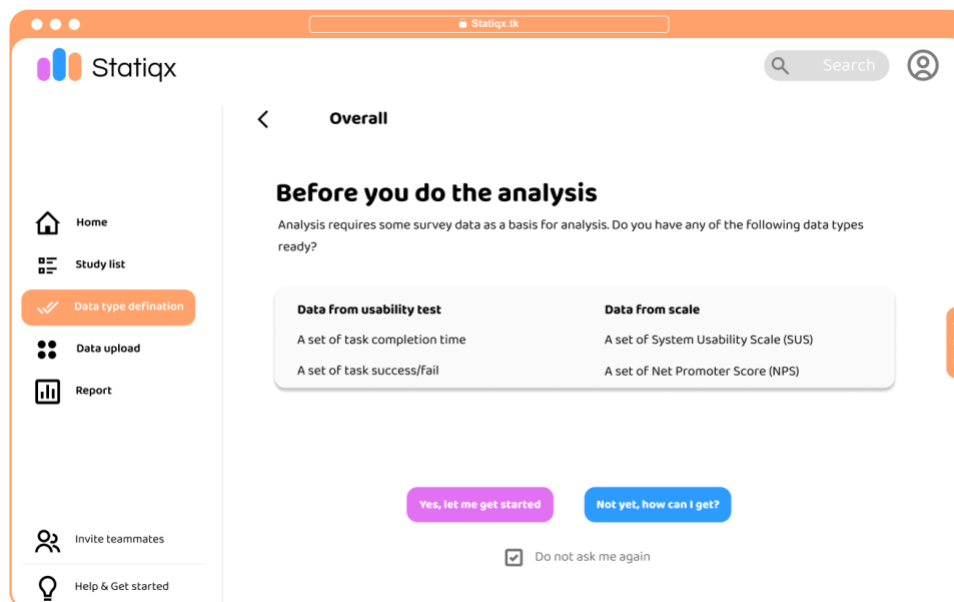 Statiqx.tk
Statiqx
Search
Overall
Before you do the analysis
Analysis requires some survey data as a basis for analysis. Do you have any of the following data types
ready?
Home
Study list
Data type defination
Data upload
Report
Data from usability test
A set of task completion time
A set of task success/fail
Data from scale
A set of System Usability Scale (SUS)
A set of Net Promoter Score (NPS)
Yes, let me get started
Not yet, how can I get?
Do not ask me again
Invite teammates
Help & Get started